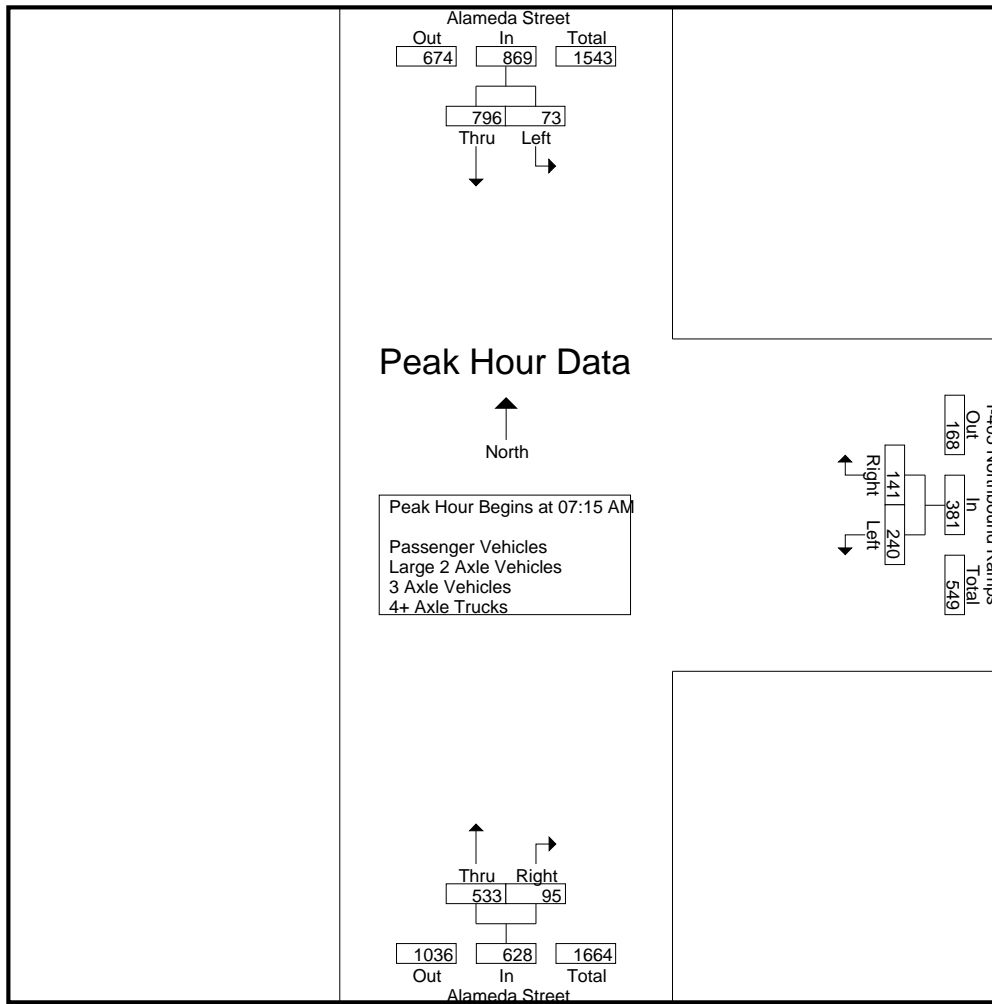 Alameda Street
Out In Total
674 869 1543
796 73
Thru Left
Peak Hour Data
North
Peak Hour Begins at 07:15 AM
Passenger Vehicles
Large 2 Axle Vehicles
3 Axle Vehicles
4+ Axle Trucks
Northbound Ramps
Out In Total
168 381 549
141 240
Right Left
Thru Right
533 95
1036 628 1664
Out In Total
Alameda Street